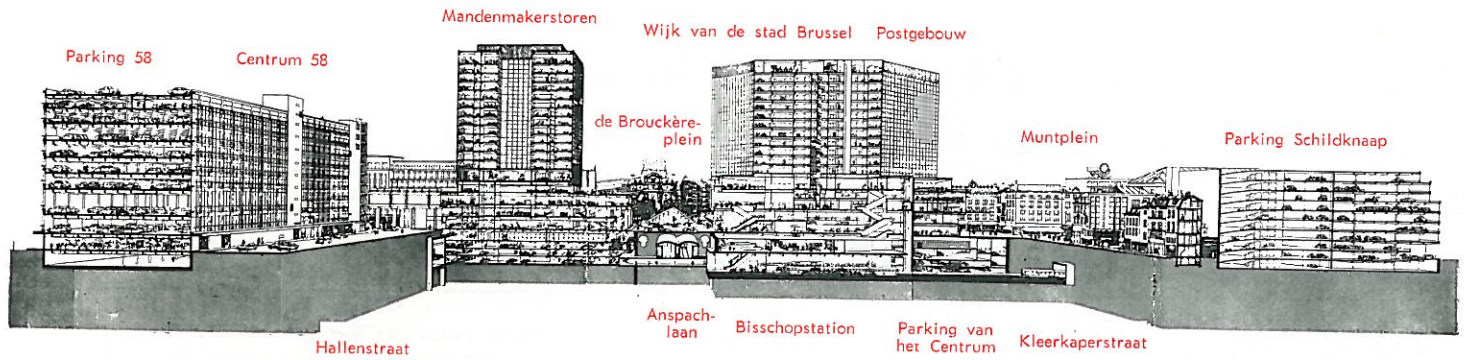 Mandenmakerstoren
Wijk van de stad Brussel
Postgebouw
Parking 58
Centrum 58
de Brouckère-
plein
Muntplein
Parking Schildknaap
Anspach-
laan
Bisschopstation
Parking van
het Centrum
Kleerkaperstraat
Hallenstraat